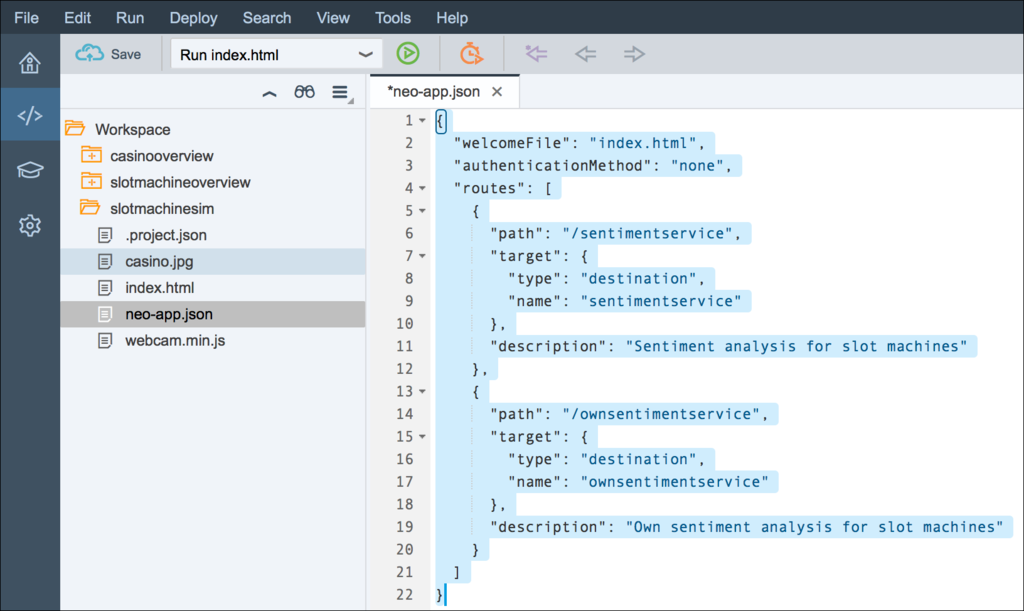 File Edit Run Deploy Search View Tools Help
Save Run index.html
*neo-app.json
Workspace
casinooverview
slotmachineoverview
slotmachinesim
.project.json
casino.jpg
index.html
neo-app.json
webcam.min.js
1 {
2 "welcomeFile": "index.html",
3 "authenticationMethod": "none",
4 "routes": [
5 {
6 "path": "/sentimentservice",
7 "target": {
8 "type": "destination",
9 "name": "sentimentservice"
10 },
11 "description": "Sentiment analysis for slot machines"
12 },
13 {
14 "path": "/ownsentimentservice",
15 "target": {
16 "type": "destination",
17 "name": "ownsentimentservice"
18 },
19 "description": "Own sentiment analysis for slot machines"
20 }
21 ]
22 }